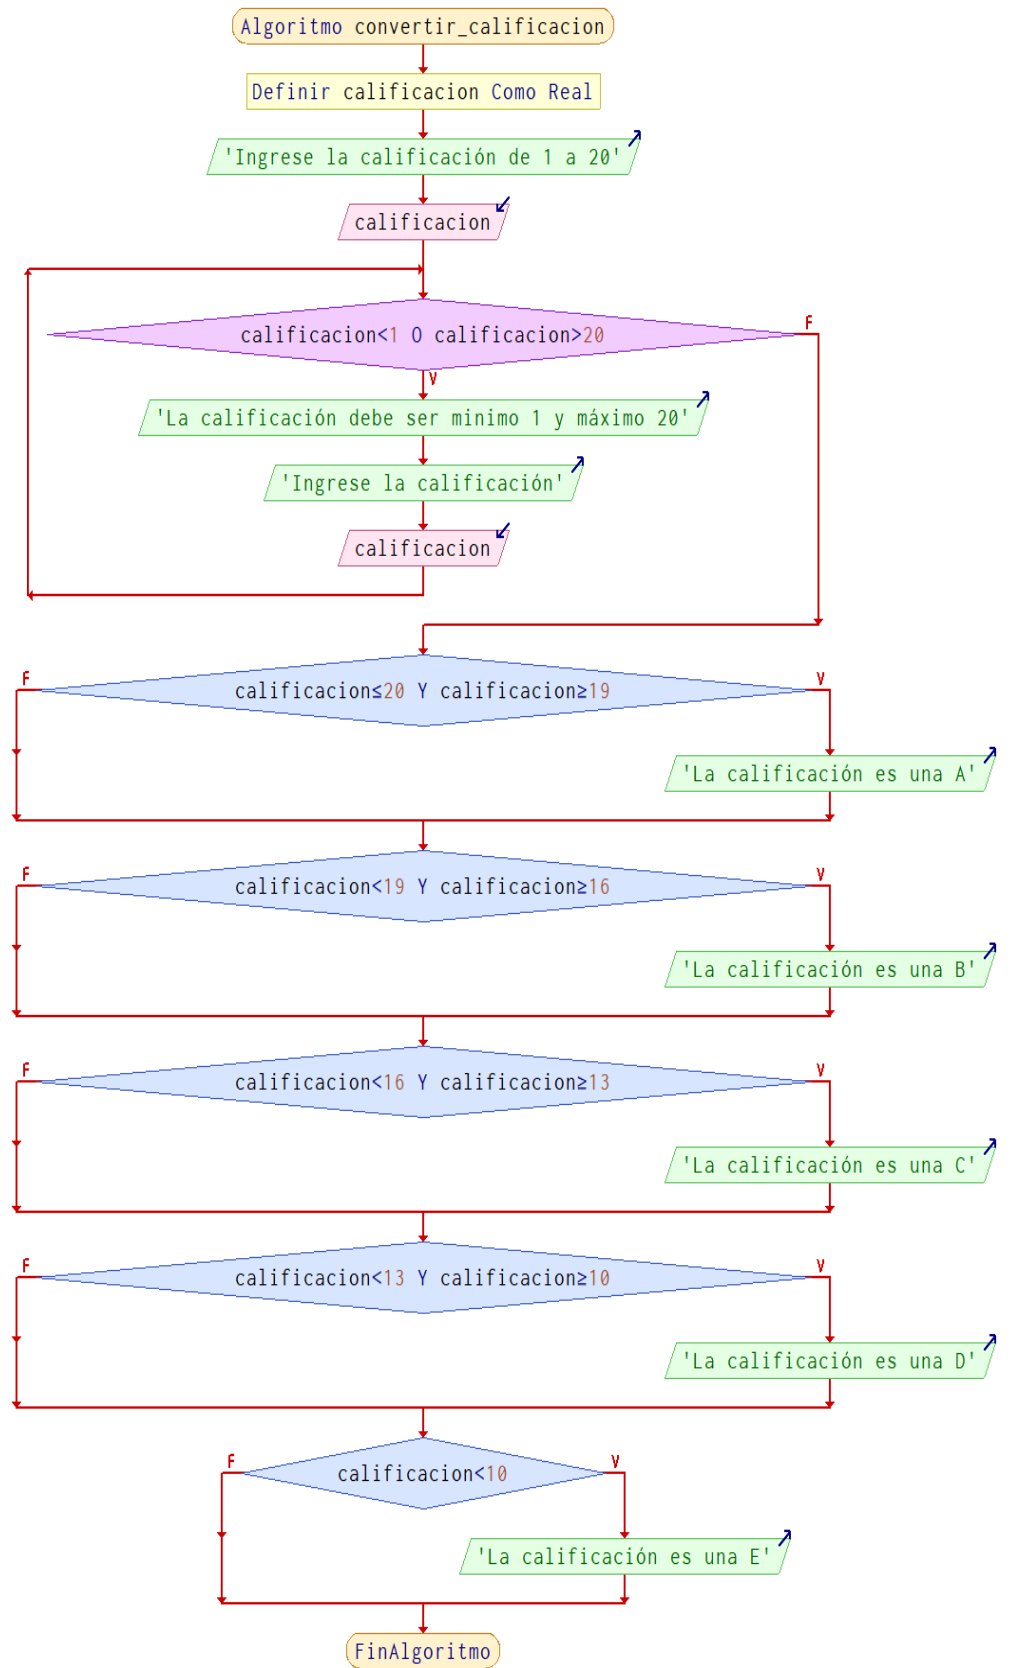 Algoritmo convertir_calificacion
Definir calificacion Como Real
'Ingrese la calificación de 1 a 20'
calificacion
calificacion<1 O calificacion>20
F
V
'La calificación debe ser minimo 1 y máximo 20'
'Ingrese la calificación'
calificacion
F
calificacion≤20 Y calificacion≥19
V
'La calificación es una A'
F
calificacion<19 Y calificacion≥16
V
'La calificación es una B'
F
calificacion<16 Y calificacion≥13
V
'La calificación es una C'
F
calificacion<13 Y calificacion≥10
V
'La calificación es una D'
F
calificacion<10
V
'La calificación es una E'
FinAlgoritmo